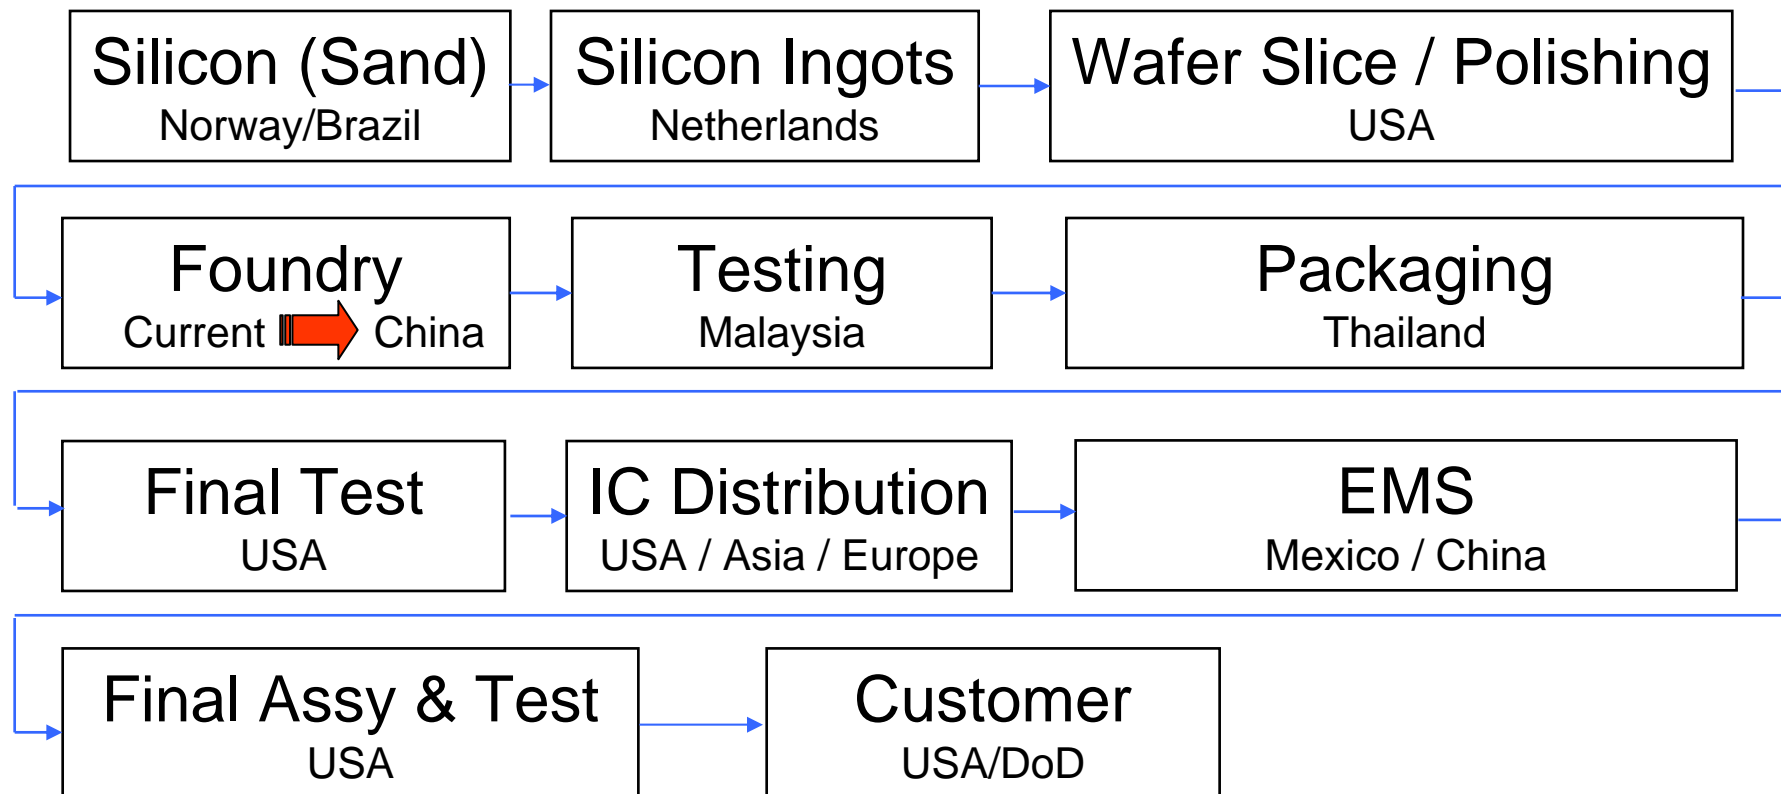 Silicon (Sand)
Norway/Brazil
Silicon Ingots
Netherlands
Wafer Slice / Polishing
USA
Foundry
Current China
Testing
Malaysia
Packaging
Thailand
Final Test
USA
IC Distribution
USA / Asia / Europe
EMS
Mexico / China
Final Assy & Test
USA
Customer
USA/DoD